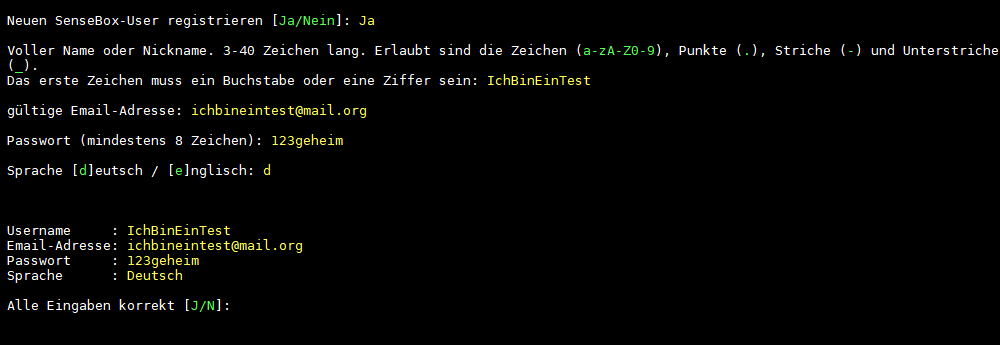 Neuen SenseBox-User registrieren [Ja/Nein]: Ja
Voller Name oder Nickname. 3-40 Zeichen lang. Erlaubt sind die Zeichen (a-zA-Z0-9), Punkte (.), Striche (-) und Unterstriche
(_).
Das erste Zeichen muss ein Buchstabe oder eine Ziffer sein: IchBinEinTest
gültige Email-Adresse: ichbineintest@mail.org
Passwort (mindestens 8 Zeichen): 123geheim
Sprache [d]eutsch / [e]nglisch: d
Username     : IchBinEinTest
Email-Adresse: ichbineintest@mail.org
Passwort     : 123geheim
Sprache      : Deutsch
Alle Eingaben korrekt [J/N]: